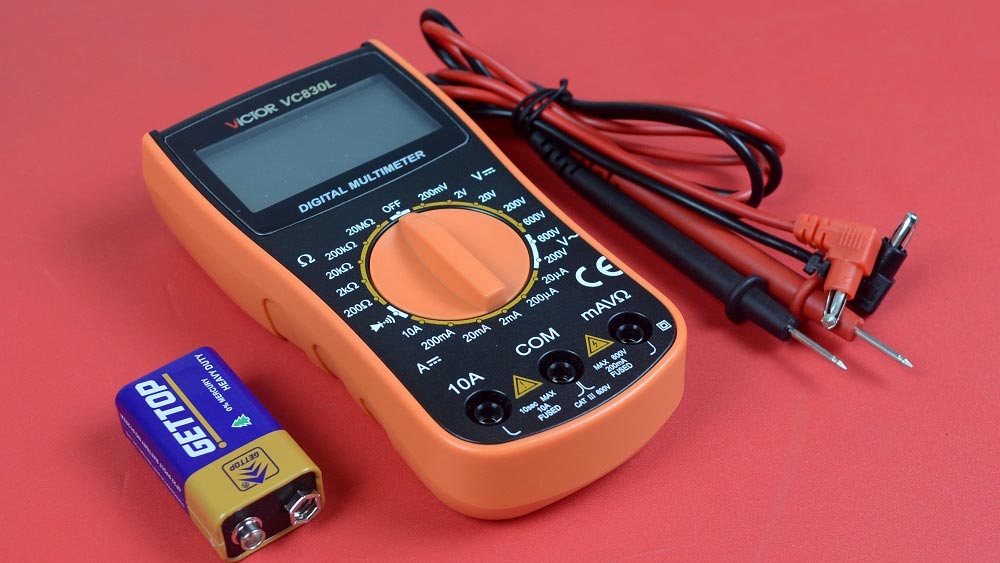 VICTOR VC830L
DIGITAL MULTIMETER
OFF
200mV
2V
V⎓
20V
200V
600V
600V
V~
200V
20µA
200µA
2mA
20mA
200mA
10A
A⎓
200Ω
2kΩ
20kΩ
200kΩ
20MΩ
Ω
CE
10A
COM
mAVΩ
10sec MAX
10A
FUSED
CAT III 600V
MAX 600V
200mA
FUSED
GETTOP
0% MERCURY
HEAVY DUTY
GETTOP
®